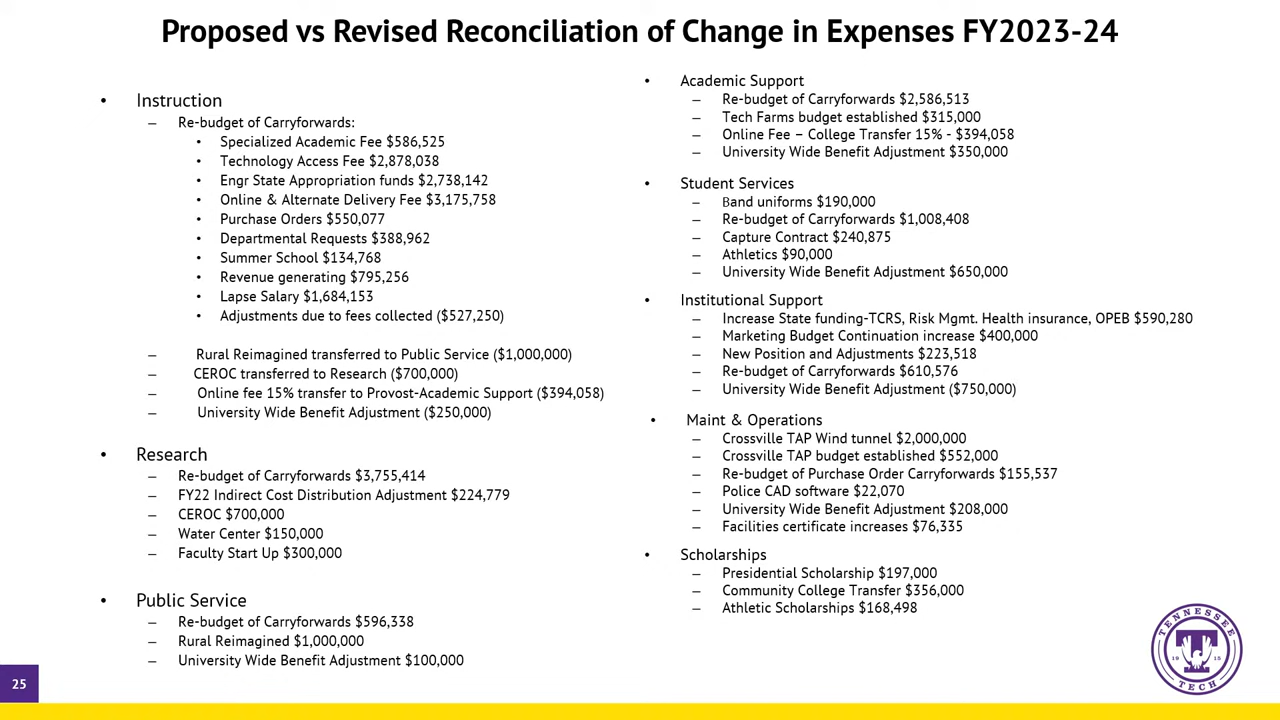 Proposed vs Revised Reconciliation of Change in Expenses FY2023-24
• Instruction
– Re-budget of Carryforwards:
• Specialized Academic Fee $586,525
• Technology Access Fee $2,878,038
• Engr State Appropriation funds $2,738,142
• Online & Alternate Delivery Fee $3,175,758
• Purchase Orders $550,077
• Departmental Requests $388,962
• Summer School $134,768
• Revenue generating $795,256
• Lapse Salary $1,684,153
• Adjustments due to fees collected ($527,250)
– Rural Reimagined transferred to Public Service ($1,000,000)
– CEROC transferred to Research ($700,000)
– Online fee 15% transfer to Provost-Academic Support ($394,058)
– University Wide Benefit Adjustment ($250,000)
• Research
– Re-budget of Carryforwards $3,755,414
– FY22 Indirect Cost Distribution Adjustment $224,779
– CEROC $700,000
– Water Center $150,000
– Faculty Start Up $300,000
• Public Service
– Re-budget of Carryforwards $596,338
– Rural Reimagined $1,000,000
– University Wide Benefit Adjustment $100,000
• Academic Support
– Re-budget of Carryforwards $2,586,513
– Tech Farms budget established $315,000
– Online Fee – College Transfer 15% - $394,058
– University Wide Benefit Adjustment $350,000
• Student Services
– Band uniforms $190,000
– Re-budget of Carryforwards $1,008,408
– Capture Contract $240,875
– Athletics $90,000
– University Wide Benefit Adjustment $650,000
• Institutional Support
– Increase State funding-TCRS, Risk Mgmt. Health insurance, OPEB $590,280
– Marketing Budget Continuation increase $400,000
– New Position and Adjustments $223,518
– Re-budget of Carryforwards $610,576
– University Wide Benefit Adjustment ($750,000)
• Maint & Operations
– Crossville TAP Wind tunnel $2,000,000
– Crossville TAP budget established $552,000
– Re-budget of Purchase Order Carryforwards $155,537
– Police CAD software $22,070
– University Wide Benefit Adjustment $208,000
– Facilities certificate increases $76,335
• Scholarships
– Presidential Scholarship $197,000
– Community College Transfer $356,000
– Athletic Scholarships $168,498
TENNESSEE
T
19 15
TECH
25